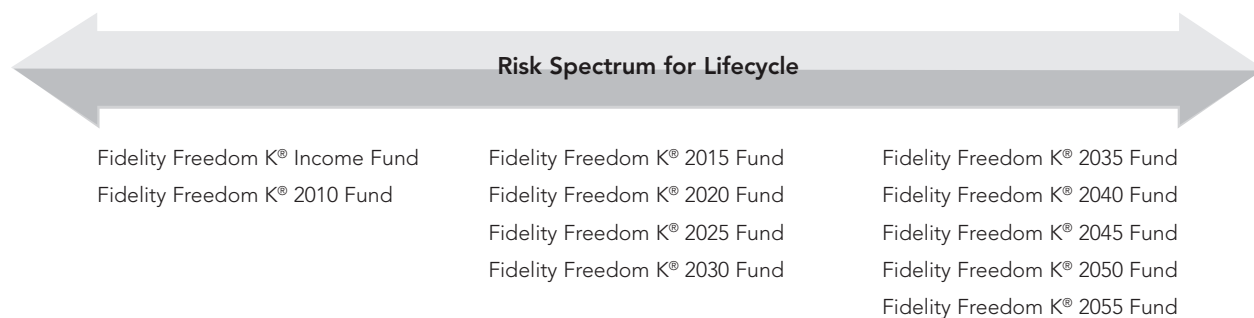 Risk Spectrum for Lifecycle
Fidelity Freedom K® Income Fund
Fidelity Freedom K® 2010 Fund
Fidelity Freedom K® 2015 Fund
Fidelity Freedom K® 2020 Fund
Fidelity Freedom K® 2025 Fund
Fidelity Freedom K® 2030 Fund
Fidelity Freedom K® 2035 Fund
Fidelity Freedom K® 2040 Fund
Fidelity Freedom K® 2045 Fund
Fidelity Freedom K® 2050 Fund
Fidelity Freedom K® 2055 Fund